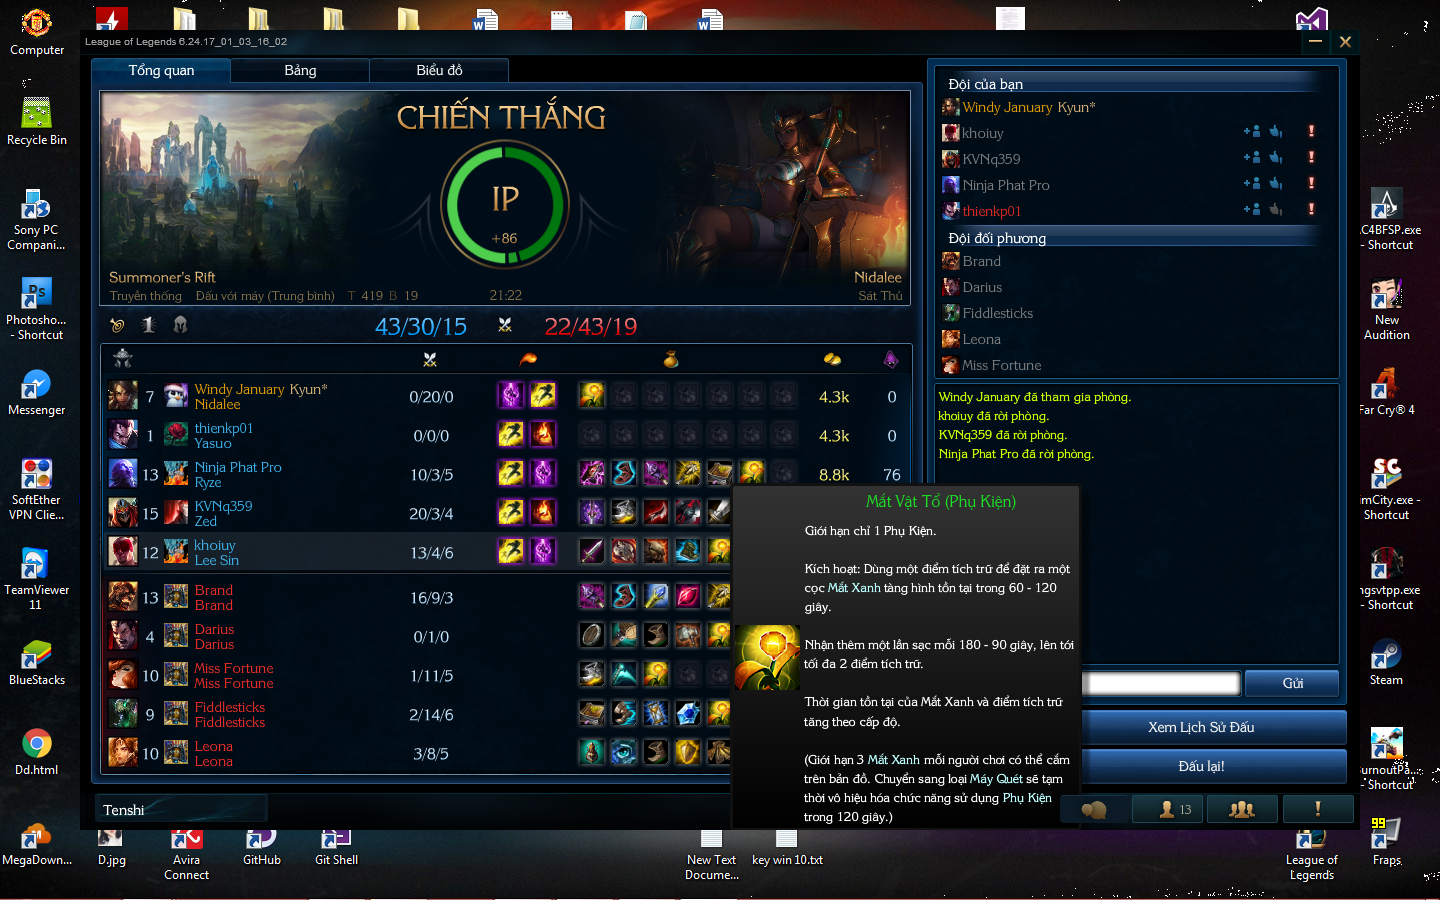 Computer
Recycle Bin
Sony PC
Compani...
Photosho...
- Shortcut
Messenger
SoftEther
VPN Clie...
TeamViewer
11
BlueStacks
Dd.html
MegaDown...
D.jpg
Avira
Connect
GitHub
Git Shell
League of Legends 6.24.17_01_03_16_02
Tổng quan
Bảng
Biểu đồ
CHIẾN THẮNG
IP
+86
Summoner's Rift
Nidalee
Truyền thống Đấu với máy (Trung bình) T 419 B 19
21:22
Sát Thủ
1
43/30/15
22/43/19
7 Windy January Kyun* 0/20/0 4.3k 0
Nidalee
1 thienkp01 0/0/0 4.3k 0
Yasuo
13 Ninja Phat Pro 10/3/5 8.8k 76
Ryze
15 KVNq359 20/3/4
Zed
12 khoiuy 13/4/6
Lee Sin
13 Brand 16/9/3
Brand
4 Darius 0/1/0
Darius
10 Miss Fortune 1/11/5
Miss Fortune
9 Fiddlesticks 2/14/6
Fiddlesticks
10 Leona 3/8/5
Leona
Tenshi
Mắt Vật Tổ (Phụ Kiện)
Giới hạn chỉ 1 Phụ Kiện.
Kích hoạt: Dùng một điểm tích trữ để đặt ra một
cọc Mắt Xanh tàng hình tồn tại trong 60 - 120
giây.
Nhận thêm một lần sạc mỗi 180 - 90 giây, lên tới
tối đa 2 điểm tích trữ.
Thời gian tồn tại của Mắt Xanh và điểm tích trữ
tăng theo cấp độ.
(Giới hạn 3 Mắt Xanh mỗi người chơi có thể cắm
trên bản đồ. Chuyển sang loại Máy Quét sẽ tạm
thời vô hiệu hóa chức năng sử dụng Phụ Kiện
trong 120 giây.)
Đội của bạn
Windy January Kyun*
khoiuy
KVNq359
Ninja Phat Pro
thienkp01
Đội đối phương
Brand
Darius
Fiddlesticks
Leona
Miss Fortune
Windy January đã tham gia phòng.
khoiuy đã rời phòng.
KVNq359 đã rời phòng.
Ninja Phat Pro đã rời phòng.
Gửi
Xem Lịch Sử Đấu
Đấu lại!
13
New Text
Docume...
key win 10.txt
League of
Legends
.C4BFSP.exe
- Shortcut
New
Audition
Far Cry® 4
SC
mCity.exe -
Shortcut
ngsvtpp.exe
- Shortcut
Steam
urnoutPa...
- Shortcut
99
Fraps